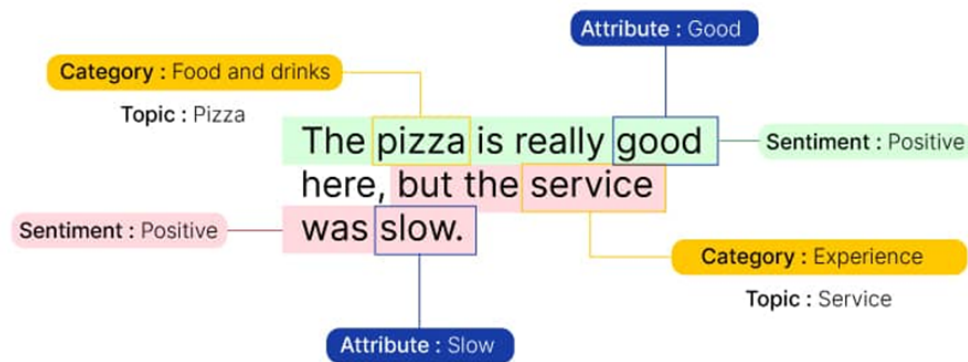 Attribute : Good
Category : Food and drinks
Topic : Pizza
The pizza is really good
Sentiment : Positive
here, but the service
was slow.
Sentiment : Positive
Category : Experience
Topic : Service
Attribute : Slow